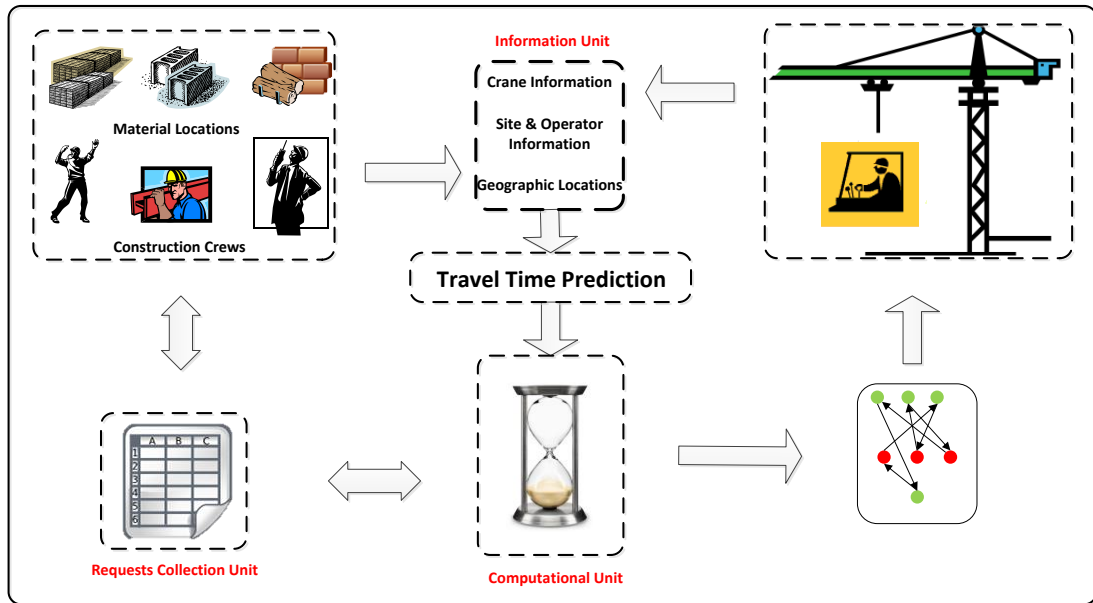 Information Unit
Crane Information
Site & Operator
Information
Geographic Locations
Material Locations
Construction Crews
Travel Time Prediction
A B C
1
2
3
4
5
6
Requests Collection Unit
Computational Unit